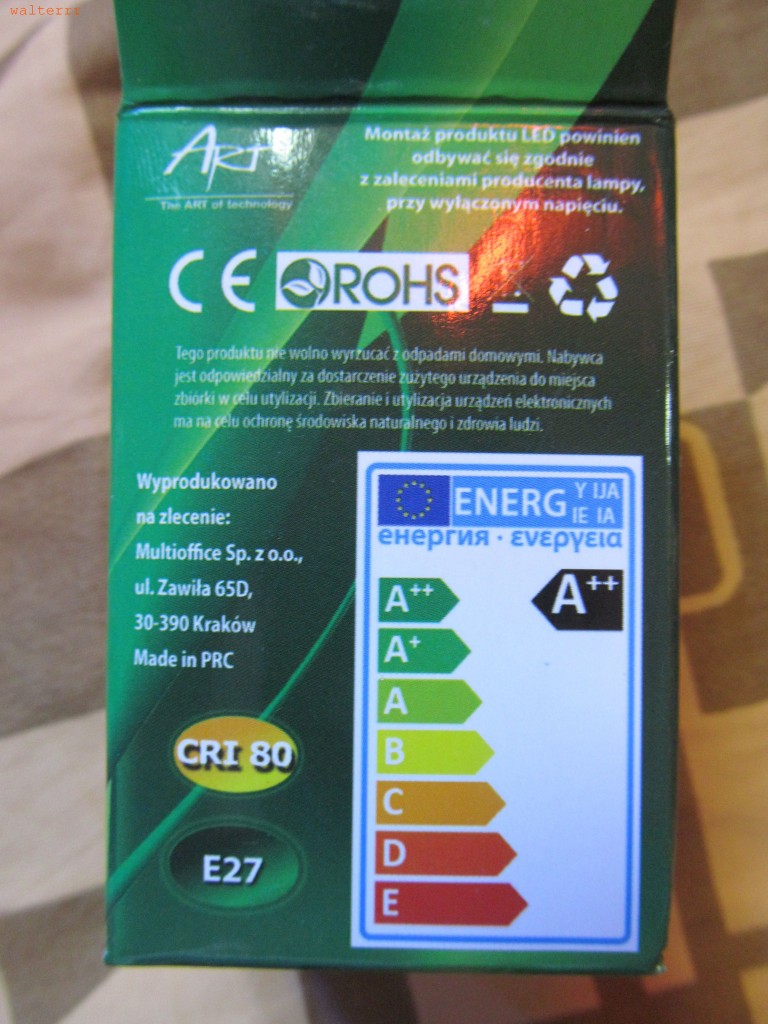 walterrr
ART
The ART of technology
Montaż produktu LED powinien
odbywać się zgodnie
z zaleceniami producenta lampy,
przy wyłączonym napięciu.
CE ROHS
Tego produktu nie wolno wyrzucać z odpadami domowymi. Nabywca
jest odpowiedzialny za dostarczenie zużytego urządzenia do miejsca
zbiórki w celu utylizacji. Zbieranie i utylizacja urządzeń elektronicznych
ma na celu ochronę środowiska naturalnego i zdrowia ludzi.
Wyprodukowano
na zlecenie:
Multioffice Sp. z o.o.,
ul. Zawiła 65D,
30-390 Kraków
Made in PRC
CRI 80
E27
ENERG Y IJA
IE IA
енергия · ενεργεια
A++ A++
A+
A
B
C
D
E